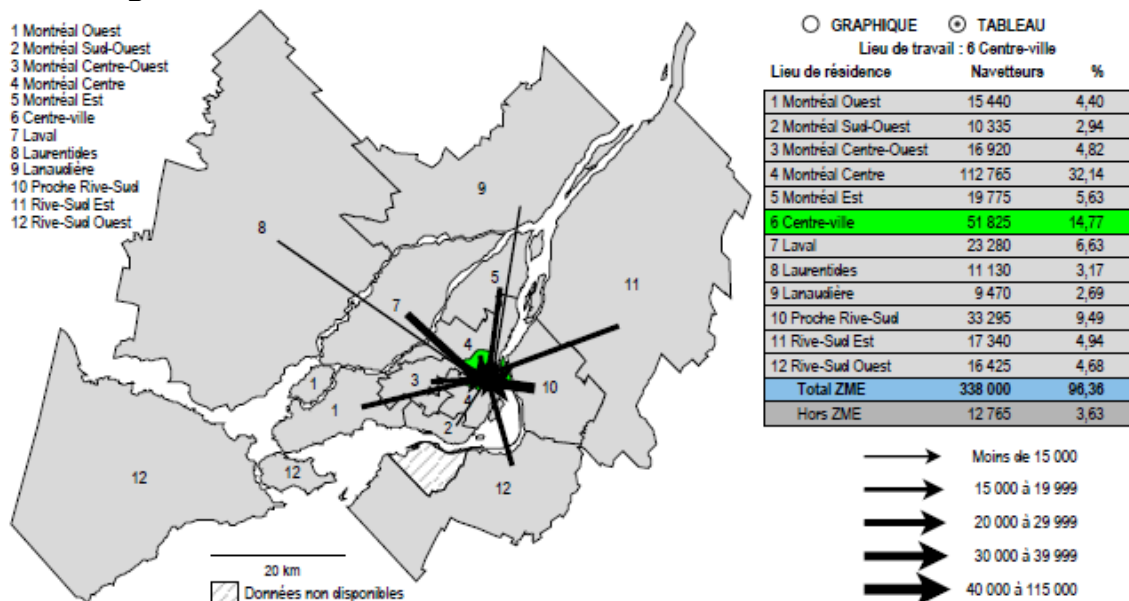 1 Montréal Ouest
2 Montréal Sud-Ouest
3 Montréal Centre-Ouest
4 Montréal Centre
5 Montréal Est
6 Centre-ville
7 Laval
8 Laurentides
9 Lanaudière
10 Proche Rive-Sud
11 Rive-Sud Est
12 Rive-Sud Ouest
9
8
5
11
7
4
1
3
10
1
4
2
12
12
12
20 km
Données non disponibles
GRAPHIQUE TABLEAU
Lieu de travail : 6 Centre-ville
Lieu de résidence Navetteurs %
1 Montréal Ouest 15 440 4,40
2 Montréal Sud-Ouest 10 335 2,94
3 Montréal Centre-Ouest 16 920 4,82
4 Montréal Centre 112 765 32,14
5 Montréal Est 19 775 5,63
6 Centre-ville 51 825 14,77
7 Laval 23 280 6,63
8 Laurentides 11 130 3,17
9 Lanaudière 9 470 2,69
10 Proche Rive-Sud 33 295 9,49
11 Rive-Sud Est 17 340 4,94
12 Rive-Sud Ouest 16 425 4,68
Total ZME 338 000 96,36
Hors ZME 12 765 3,63
Moins de 15 000
15 000 à 19 999
20 000 à 29 999
30 000 à 39 999
40 000 à 115 000